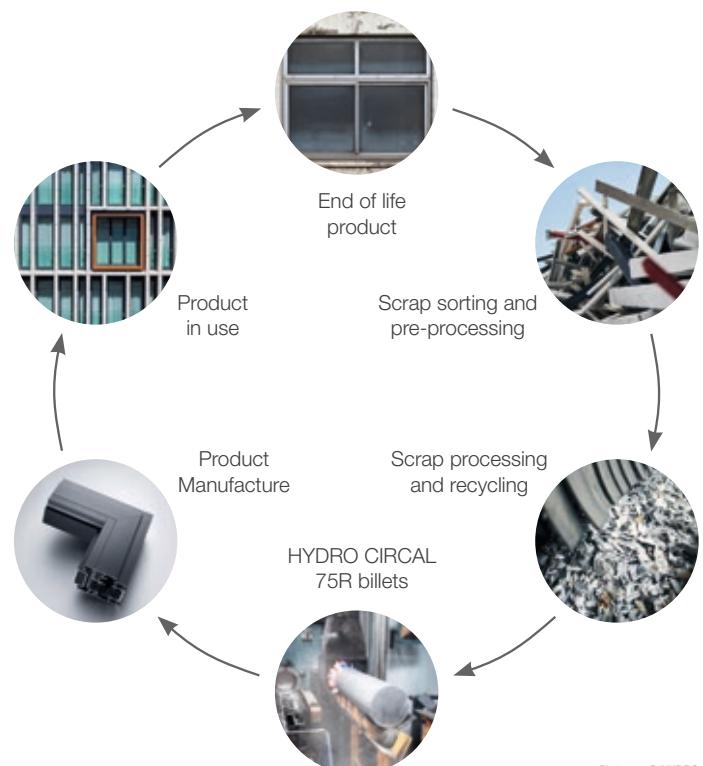 End of life
product
Product
in use
Scrap sorting and
pre-processing
Product
Manufacture
Scrap processing
and recycling
HYDRO CIRCAL
75R billets